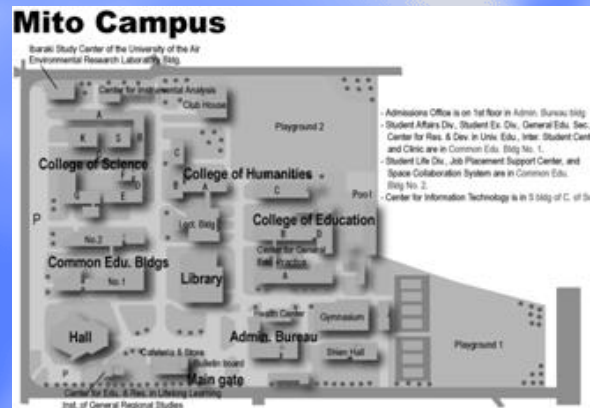 Mito Campus
Ibaraki Study Center of the University of the Air
Environmental Research Laboratory Bldg.
Center for Instrumental Analysis
Club House
Playground 2
A
K
S
B
College of Science
F
D
G
E
C
College of Humanities
B
A
C
Pool
P
Lect. Bldg
College of Education
B
D
No.2
Center for General
Edu. Practice
Common Edu. Bldgs
A
No.1
Library
Health Center
Gymnasium
Hall
Admin. Bureau
Cafeteria & Store
Shien Hall
Playground 1
Bulletin board
P
Main gate
Center for Edu. & Res. in Lifelong Learning
Inst. of General Regional Studies
- Admissions Office is on 1st floor in Admin. Bureau bldg
- Student Affairs Div., Student Ex. Div., General Edu. Sec.,
Center for Res. & Dev. in Univ. Edu., Inter. Student Cent
and Clinic are in Common Edu. Bldg No. 1.
- Student Life Div., Job Placement Support Center, and
Space Collaboration System are in Common Edu.
Bldg No. 2.
- Center for Information Technology is in S bldg of C. of Sc